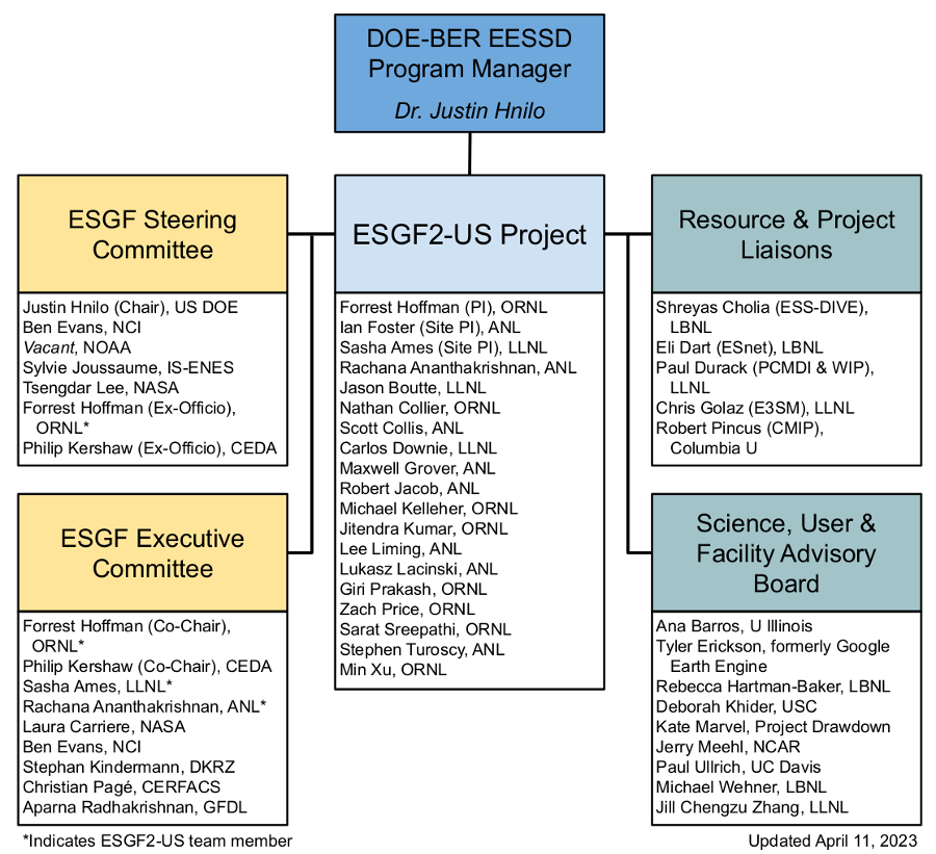 DOE-BER EESSD
Program Manager
Dr. Justin Hnilo
ESGF Steering
Committee
Justin Hnilo (Chair), US DOE
Ben Evans, NCI
Vacant, NOAA
Sylvie Joussaume, IS-ENES
Tsengdar Lee, NASA
Forrest Hoffman (Ex-Officio),
ORNL*
Philip Kershaw (Ex-Officio), CEDA
ESGF Executive
Committee
Forrest Hoffman (Co-Chair),
ORNL*
Philip Kershaw (Co-Chair), CEDA
Sasha Ames, LLNL*
Rachana Ananthakrishnan, ANL*
Laura Carriere, NASA
Ben Evans, NCI
Stephan Kindermann, DKRZ
Christian Pagé, CERFACS
Aparna Radhakrishnan, GFDL
*Indicates ESGF2-US team member
ESGF2-US Project
Forrest Hoffman (PI), ORNL
Ian Foster (Site PI), ANL
Sasha Ames (Site PI), LLNL
Rachana Ananthakrishnan, ANL
Jason Boutte, LLNL
Nathan Collier, ORNL
Scott Collis, ANL
Carlos Downie, LLNL
Maxwell Grover, ANL
Robert Jacob, ANL
Michael Kelleher, ORNL
Jitendra Kumar, ORNL
Lee Liming, ANL
Lukasz Lacinski, ANL
Giri Prakash, ORNL
Zach Price, ORNL
Sarat Sreepathi, ORNL
Stephen Turoscy, ANL
Min Xu, ORNL
Resource & Project
Liaisons
Shreyas Cholia (ESS-DIVE),
LBNL
Eli Dart (ESnet), LBNL
Paul Durack (PCMDI & WIP),
LLNL
Chris Golaz (E3SM), LLNL
Robert Pincus (CMIP),
Columbia U
Science, User &
Facility Advisory
Board
Ana Barros, U Illinois
Tyler Erickson, formerly Google
Earth Engine
Rebecca Hartman-Baker, LBNL
Deborah Khider, USC
Kate Marvel, Project Drawdown
Jerry Meehl, NCAR
Paul Ullrich, UC Davis
Michael Wehner, LBNL
Jill Chengzu Zhang, LLNL
Updated April 11, 2023